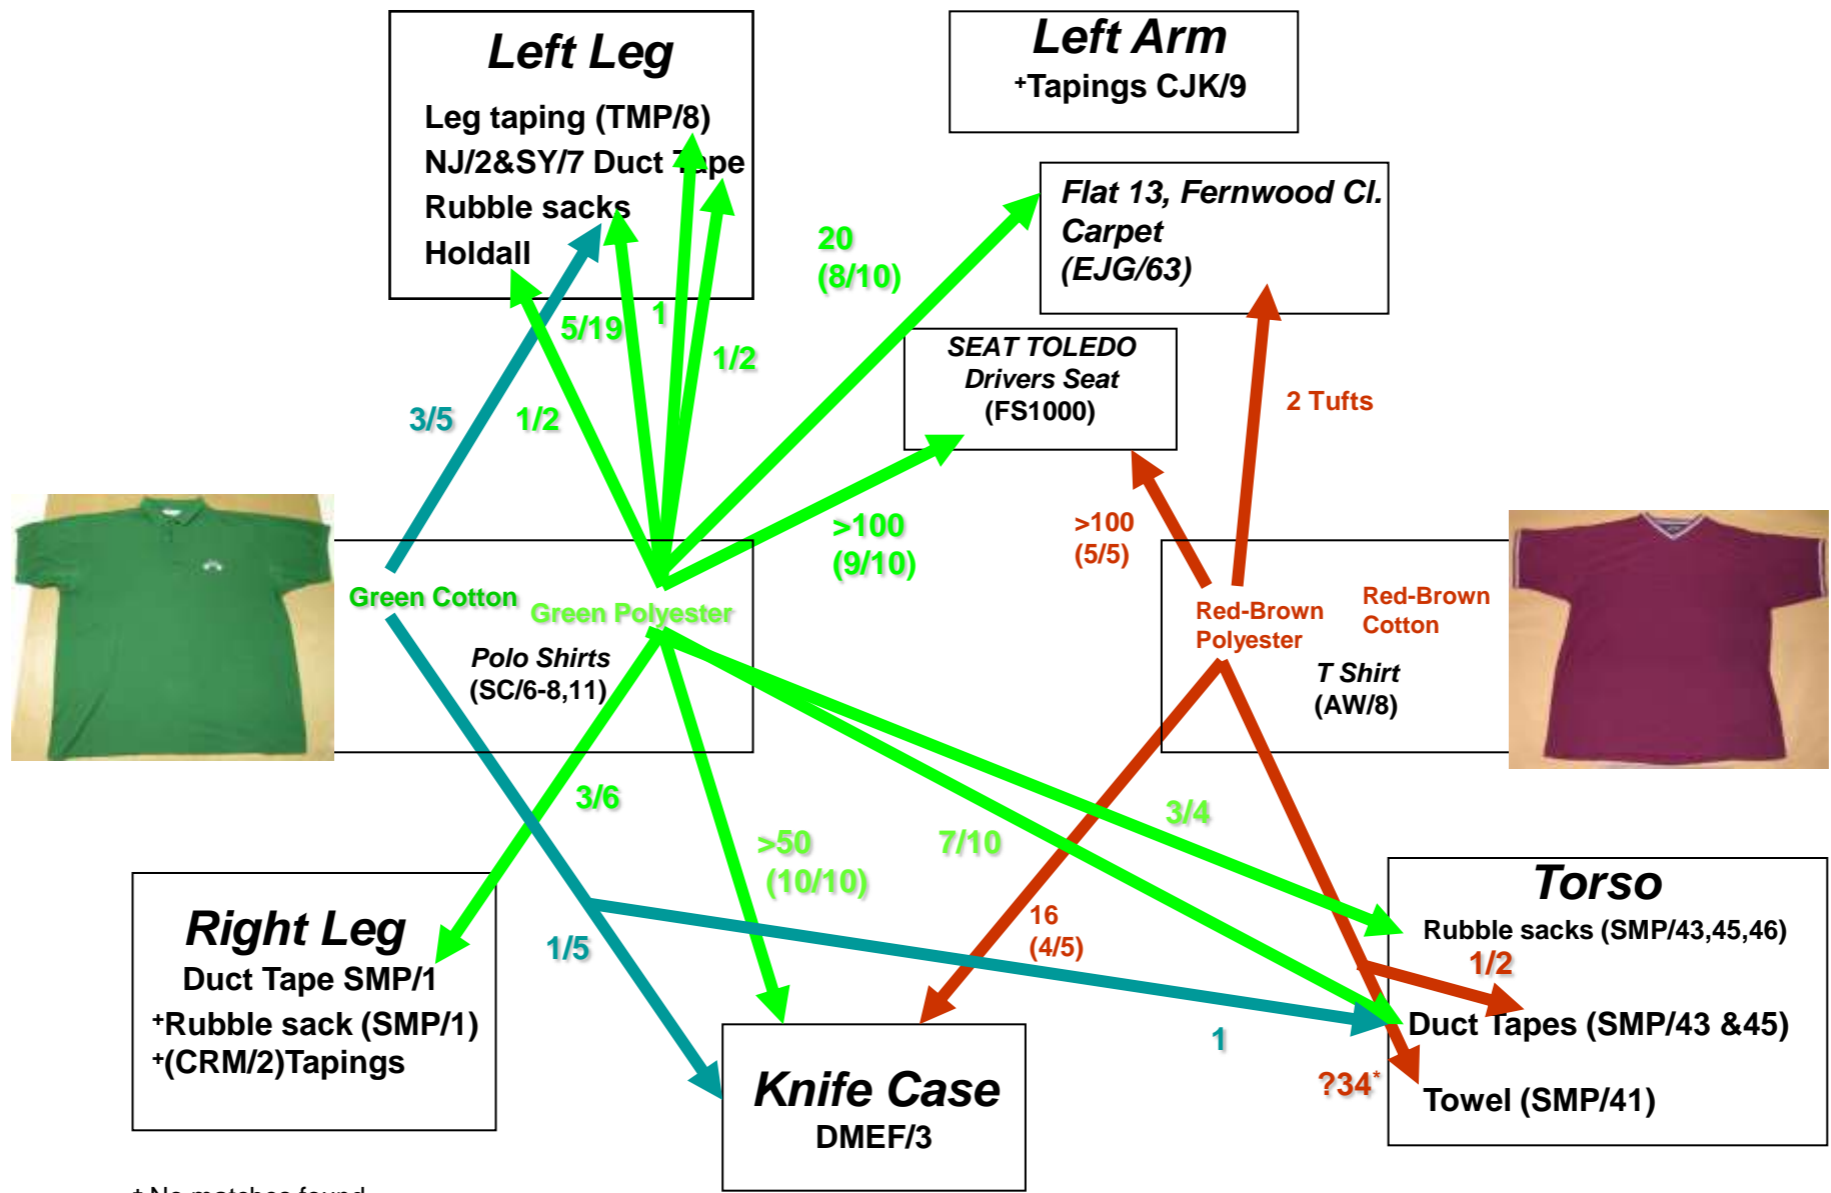 Left Leg
Leg taping (TMP/8)
NJ/2&SY/7 Duct Tape
Rubble sacks
Holdall
Left Arm
+Tapings CJK/9
Flat 13, Fernwood Cl.
Carpet
(EJG/63)
20
(8/10)
SEAT TOLEDO
Drivers Seat
(FS1000)
5/19
1
1/2
3/5
1/2
2 Tufts
>100
(9/10)
>100
(5/5)
Green Cotton
Green Polyester
Polo Shirts
(SC/6-8,11)
Red-Brown
Polyester
Red-Brown
Cotton
T Shirt
(AW/8)
3/6
>50
(10/10)
7/10
3/4
16
(4/5)
1/5
1
Right Leg
Duct Tape SMP/1
+Rubble sack (SMP/1)
+(CRM/2)Tapings
Knife Case
DMEF/3
Torso
Rubble sacks (SMP/43,45,46)
1/2
Duct Tapes (SMP/43 &45)
?34*
Towel (SMP/41)
+ No matches found